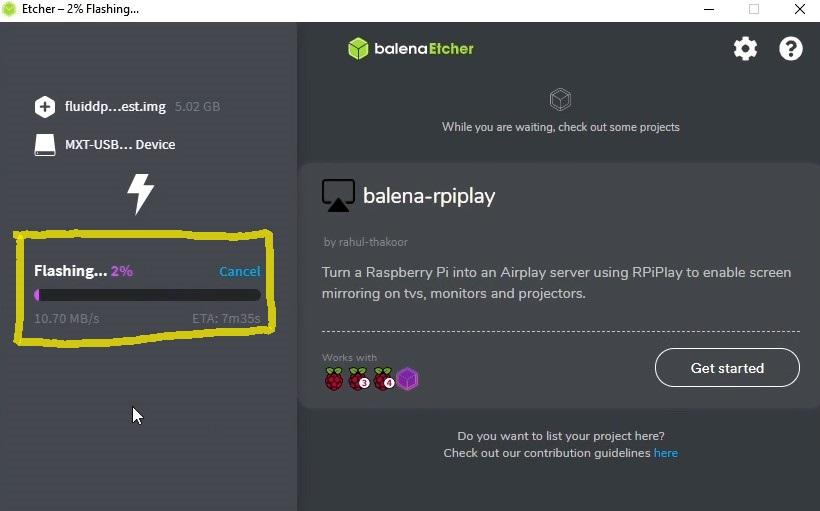 Etcher – 2% Flashing...
balenaEtcher
fluiddp...est.img 5.02 GB
MXT-USB... Device
Flashing... 2% Cancel
10.70 MB/s ETA: 7m35s
While you are waiting, check out some projects
balena-rpiplay
by rahul-thakoor
Turn a Raspberry Pi into an Airplay server using RPiPlay to enable screen
mirroring on tvs, monitors and projectors.
Works with
3 4
Get started
Do you want to list your project here?
Check out our contribution guidelines here